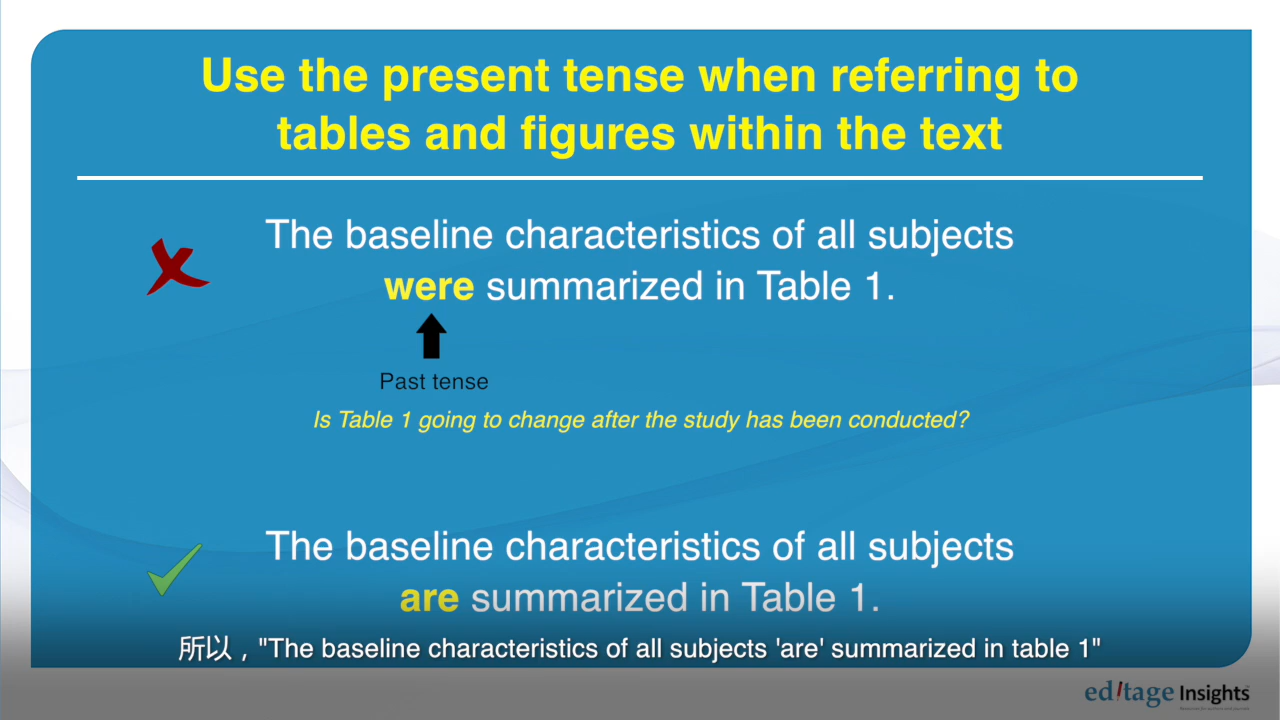 Use the present tense when referring to
tables and figures within the text
The baseline characteristics of all subjects
were summarized in Table 1.
Past tense
Is Table 1 going to change after the study has been conducted?
The baseline characteristics of all subjects
are summarized in Table 1.
所以，"The baseline characteristics of all subjects 'are' summarized in table 1"
editage Insights